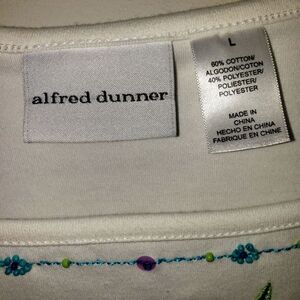 alfred dunner
L
60% COTTON/
ALGODON/COTON
40% POLYESTER/
POLIESTER/
POLYESTER
MADE IN
CHINA
HECHO EN CHINA
FABRIQUE EN CHINE